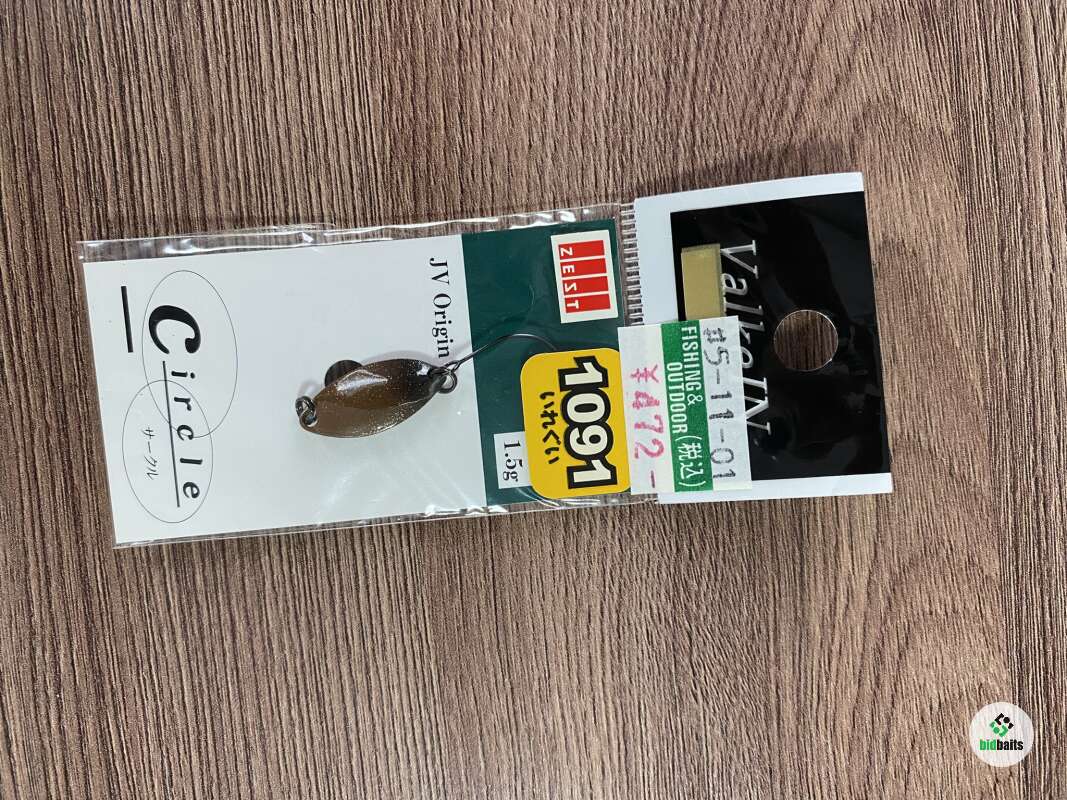 ValkeIN
#5-11-01
FISHING &
OUTDOOR(税込)
¥472-
ZEST
JV Origin
1091
いれぐい
1.5g
Circle
サークル
bidbaits